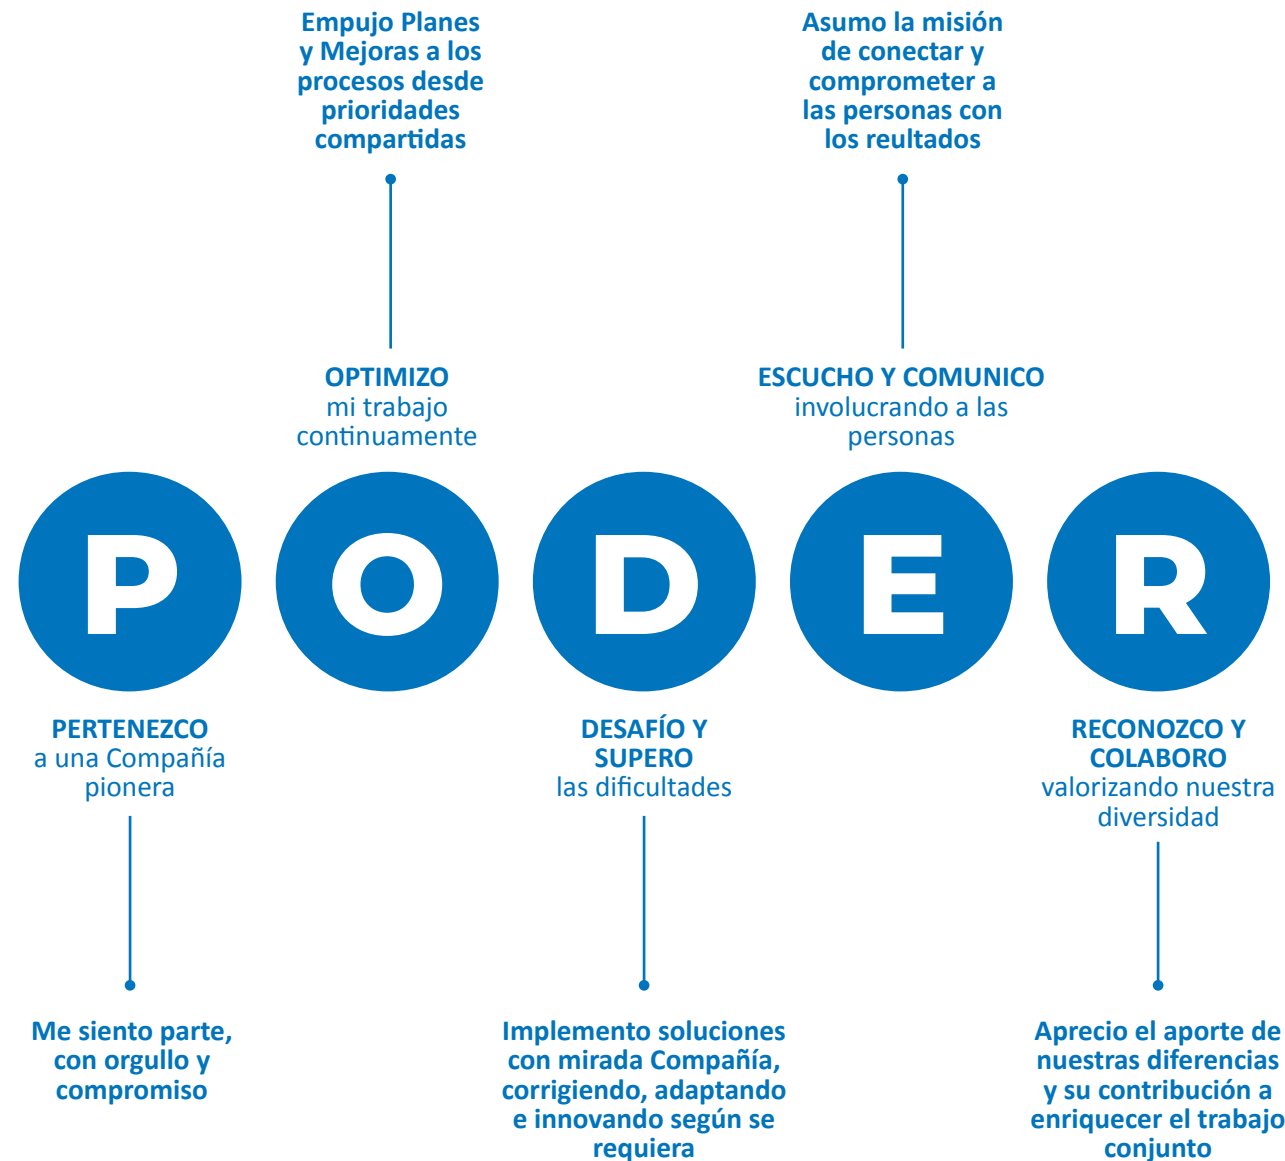 Empujo Planes
y Mejoras a los
procesos desde
prioridades
compartidas
Asumo la misión
de conectar y
comprometer a
las personas con
los reultados
OPTIMIZO
mi trabajo
continuamente
ESCUCHO Y COMUNICO
involucrando a las
personas
P O D E R
PERTENEZCO
a una Compañía
pionera
DESAFÍO Y
SUPERO
las dificultades
RECONOZCO Y
COLABORO
valorizando nuestra
diversidad
Me siento parte,
con orgullo y
compromiso
Implemento soluciones
con mirada Compañía,
corrigiendo, adaptando
e innovando según se
requiera
Aprecio el aporte de
nuestras diferencias
y su contribución a
enriquecer el trabajo
conjunto